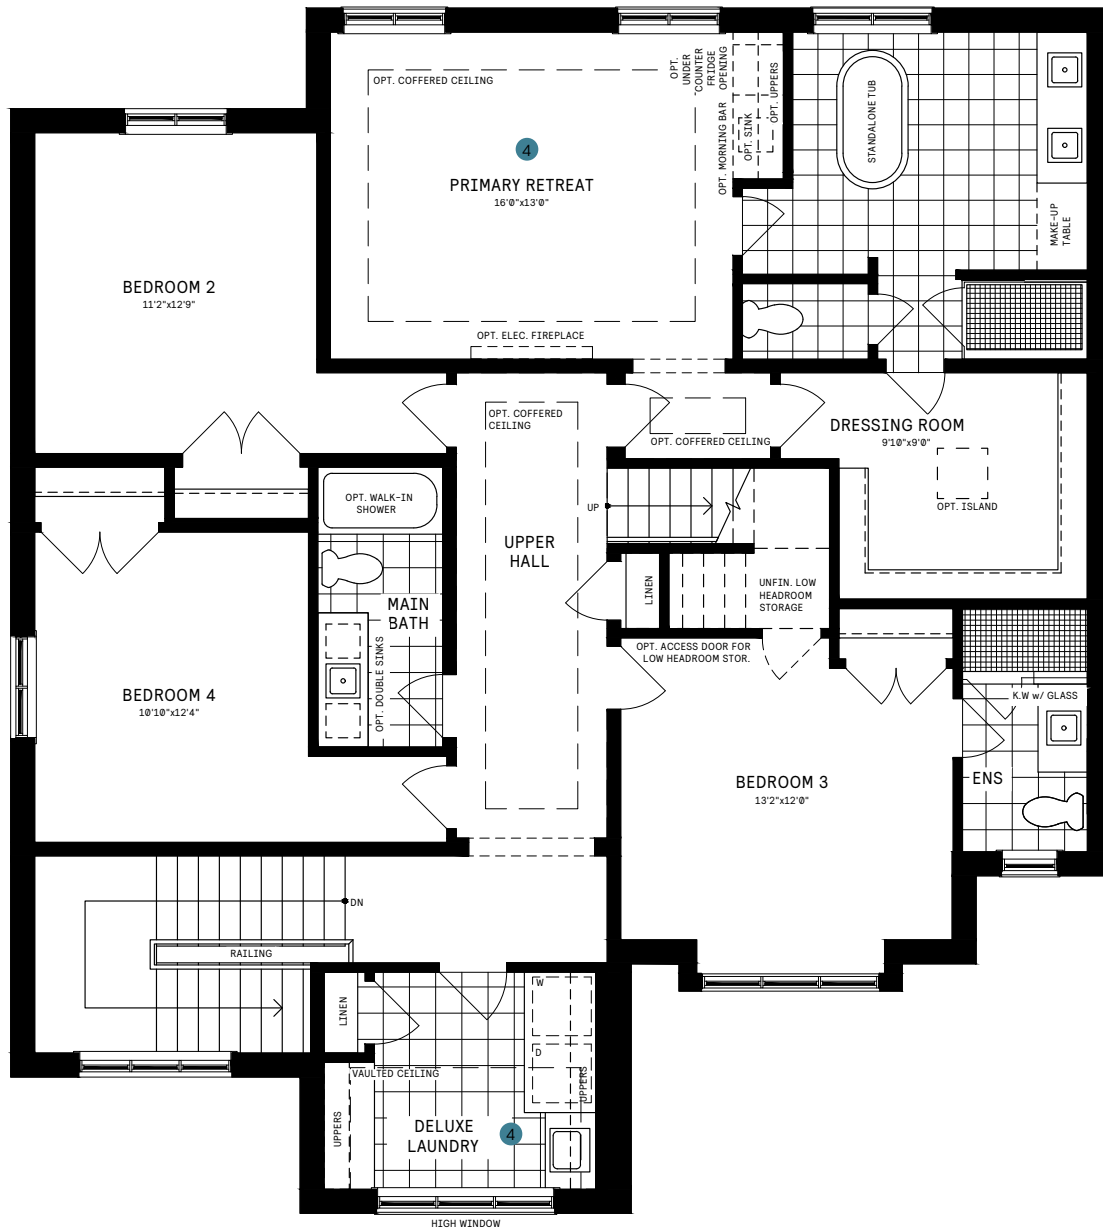 OPT. COFFERED CEILING
4
PRIMARY RETREAT
16'0"x13'0"
OPT.
UNDER
COUNTER
FRIDGE
OPENING
OPT. UPPERS
OPT. MORNING BAR
OPT. SINK
STANDALONE TUB
MAKE-UP
TABLE
BEDROOM 2
11'2"x12'9"
OPT. ELEC. FIREPLACE
OPT. COFFERED
CEILING
OPT. COFFERED CEILING
DRESSING ROOM
9'10"x9'0"
OPT. ISLAND
OPT. WALK-IN
SHOWER
UP
UPPER
HALL
LINEN
UNFIN. LOW
HEADROOM
STORAGE
MAIN
BATH
OPT. DOUBLE SINKS
OPT. ACCESS DOOR FOR
LOW HEADROOM STOR.
BEDROOM 4
10'10"x12'4"
K.W w/ GLASS
ENS
BEDROOM 3
13'2"x12'0"
DN
RAILING
LINEN
W
D
UPPERS
VAULTED CEILING
UPPERS
DELUXE
LAUNDRY
4
HIGH WINDOW